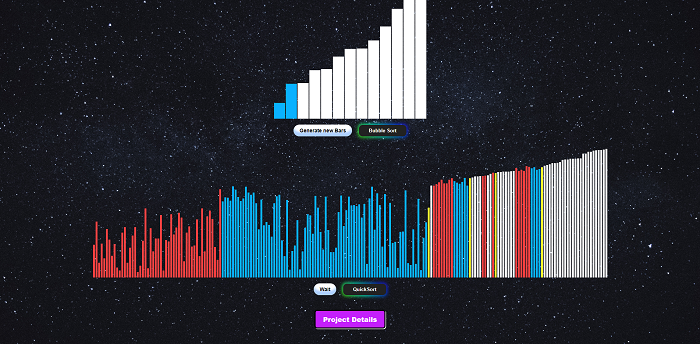 Generate new Bars
Bubble Sort
Wait
QuickSort
Project Details